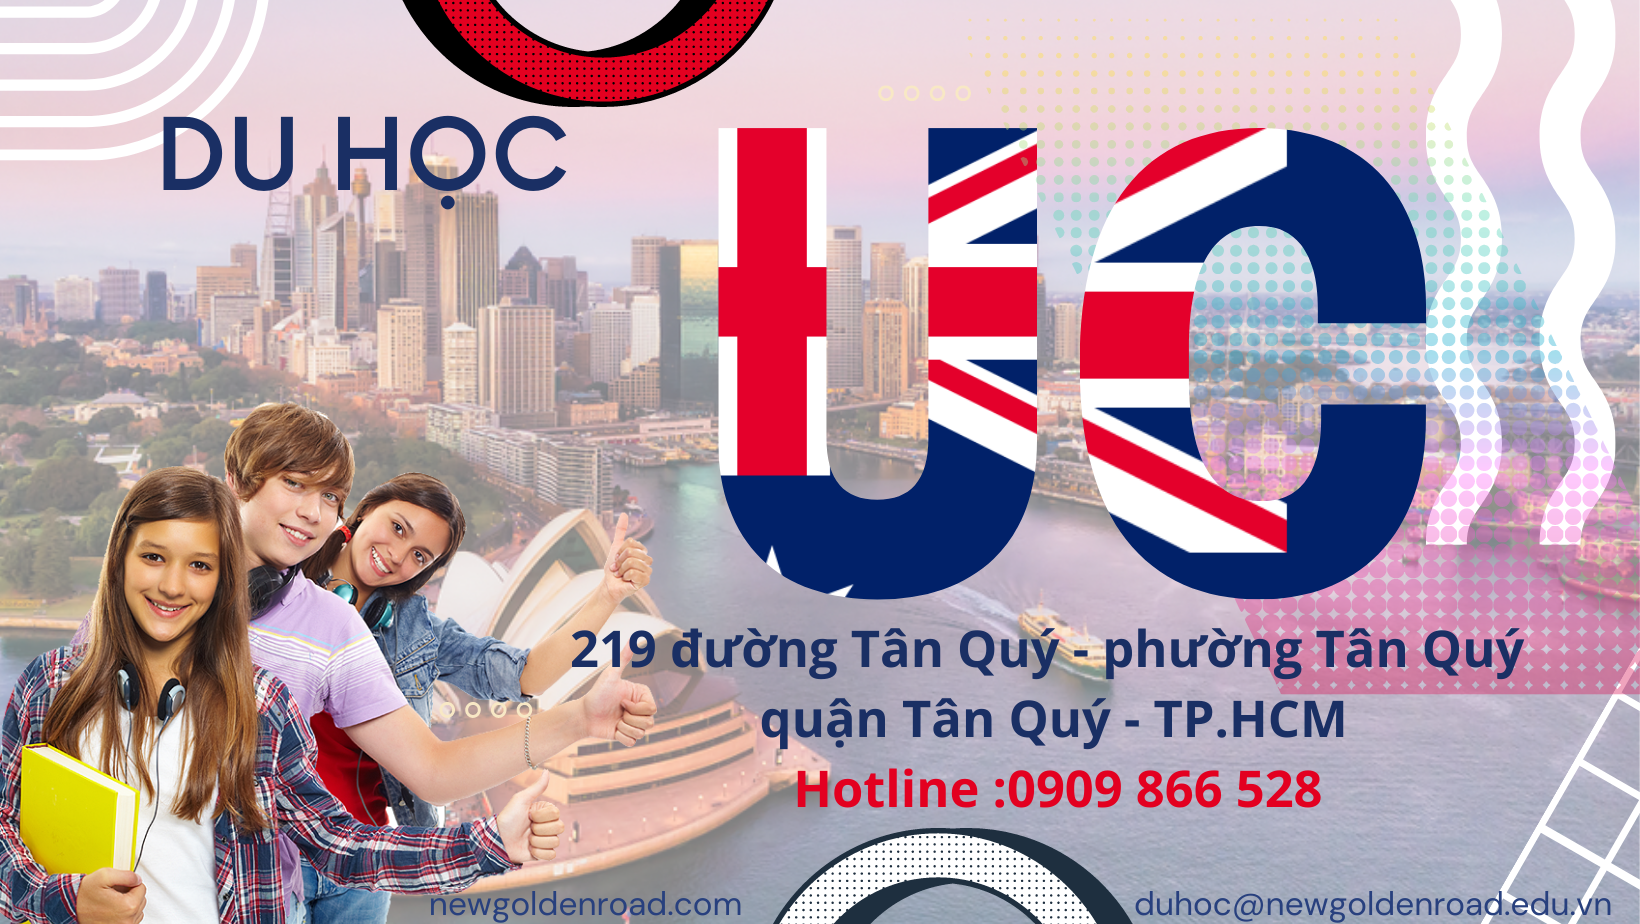 DU HỌC
UC
219 đường Tân Quý - phường Tân Quý
quận Tân Quý - TP.HCM
Hotline :0909 866 528
newgoldenroad.com
duhoc@newgoldenroad.edu.vn